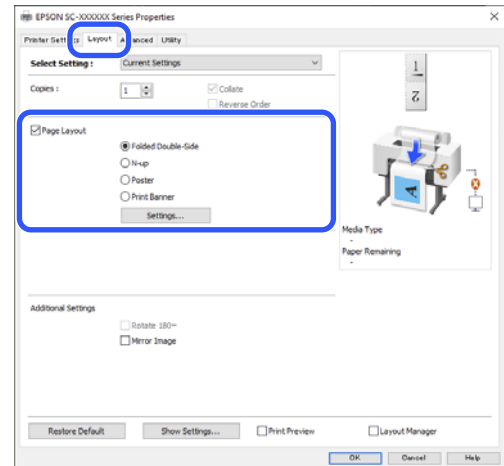 EPSON SC-XXXXXX Series Properties
Printer Settings Layout Advanced Utility
Select Setting : Current Settings
Copies : 1 Collate
Reverse Order
Page Layout
Folded Double-Side
N-up
Poster
Print Banner
Settings...
1
2
Media Type
-
Paper Remaining
-
Additional Settings
Rotate 180°
Mirror Image
Restore Default Show Settings... Print Preview Layout Manager
OK Cancel Help